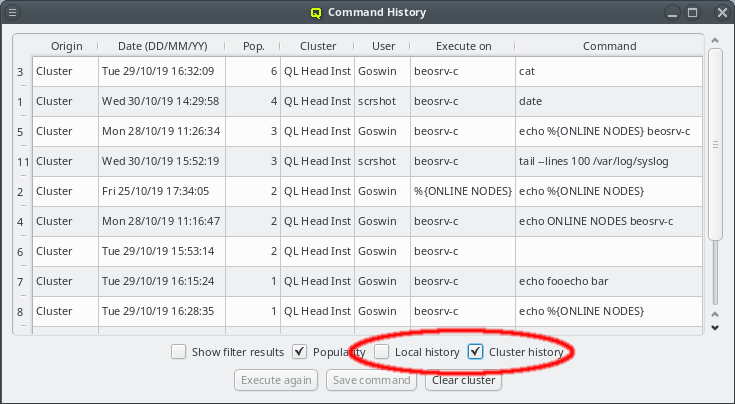 Command History
Origin Date (DD/MM/YY) Pop. Cluster User Execute on Command
3 Cluster Tue 29/10/19 16:32:09 6 QL Head Inst Goswin beosrv-c cat
1 Cluster Wed 30/10/19 14:29:58 4 QL Head Inst scrshot beosrv-c date
5 Cluster Mon 28/10/19 11:26:34 3 QL Head Inst Goswin beosrv-c echo %{ONLINE NODES} beosrv-c
11 Cluster Wed 30/10/19 15:52:19 3 QL Head Inst scrshot beosrv-c tail --lines 100 /var/log/syslog
2 Cluster Fri 25/10/19 17:34:05 2 QL Head Inst Goswin %{ONLINE NODES} echo %{ONLINE NODES}
4 Cluster Mon 28/10/19 11:16:47 2 QL Head Inst Goswin beosrv-c echo ONLINE NODES beosrv-c
6 Cluster Tue 29/10/19 15:53:14 2 QL Head Inst Goswin beosrv-c
7 Cluster Tue 29/10/19 16:15:24 1 QL Head Inst Goswin beosrv-c echo fooecho bar
8 Cluster Tue 29/10/19 16:28:35 1 QL Head Inst Goswin beosrv-c echo %{ONLINE NODES}
Show filter results Popularity Local history Cluster history
Execute again Save command Clear cluster